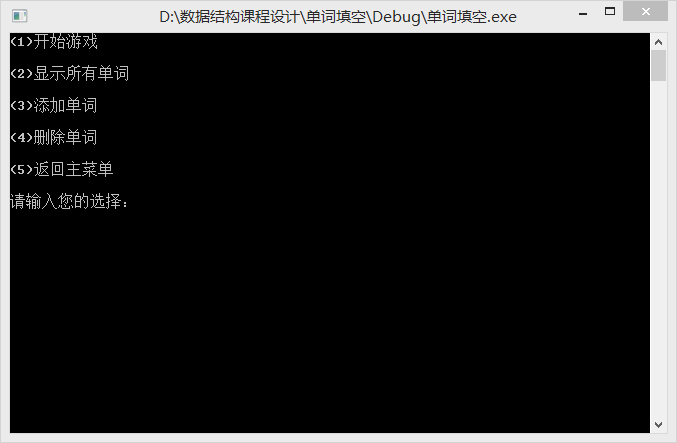 D:\数据结构课程设计\单词填空\Debug\单词填空.exe
(1)开始游戏
(2)显示所有单词
(3)添加单词
(4)删除单词
(5)返回主菜单
请输入您的选择：